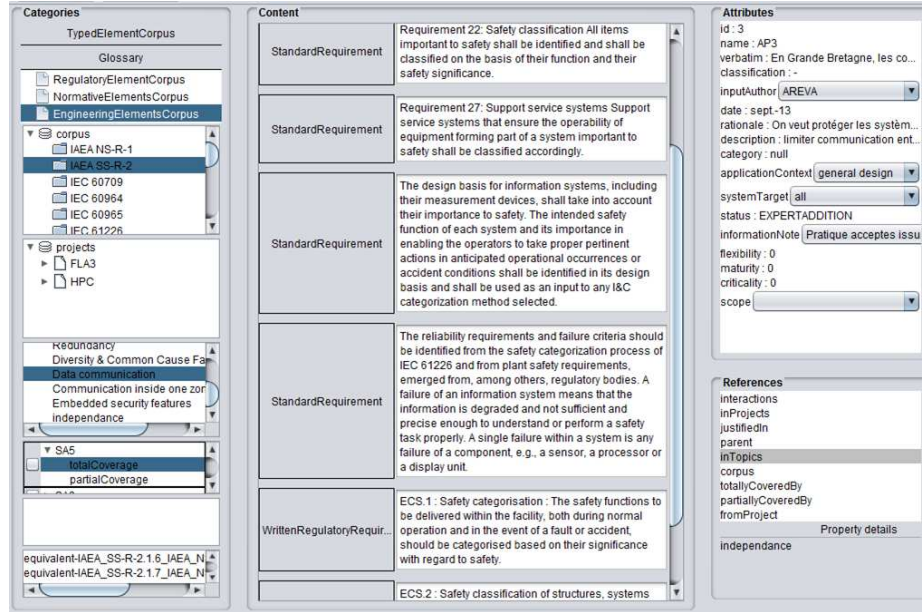 Categories
TypedElementCorpus
Glossary
RegulatoryElementCorpus
NormativeElementsCorpus
EngineeringElementsCorpus
corpus
IAEA NS-R-1
IAEA SS-R-2
IEC 60709
IEC 60964
IEC 60965
IEC 61226
projects
FLA3
HPC
Redundancy
Diversity & Common Cause Fa
Data communication
Communication inside one zon
Embedded security features
independance
SA5
totalCoverage
partialCoverage
equivalent-IAEA_SS-R-2.1.6_IAEA_N
equivalent-IAEA_SS-R-2.1.7_IAEA_N
Content
StandardRequirement
Requirement 22: Safety classification All items
important to safety shall be identified and shall be
classified on the basis of their function and their
safety significance.
StandardRequirement
Requirement 27: Support service systems Support
service systems that ensure the operability of
equipment forming part of a system important to
safety shall be classified accordingly.
StandardRequirement
The design basis for information systems, including
their measurement devices, shall take into account
their importance to safety. The intended safety
function of each system and its importance in
enabling the operators to take proper pertinent
actions in anticipated operational occurrences or
accident conditions shall be identified in its design
basis and shall be used as an input to any I&C
categorization method selected.
StandardRequirement
The reliability requirements and failure criteria should
be identified from the safety categorization process of
IEC 61226 and from plant safety requirements,
emerged from, among others, regulatory bodies. A
failure of an information system means that the
information is degraded and not sufficient and
precise enough to understand or perform a safety
task properly. A single failure within a system is any
failure of a component, e.g., a sensor, a processor or
a display unit.
WrittenRegulatoryRequir...
ECS.1 : Safety categorisation : The safety functions to
be delivered within the facility, both during normal
operation and in the event of a fault or accident,
should be categorised based on their significance
with regard to safety.
ECS.2 : Safety classification of structures, systems
Attributes
id : 3
name : AP3
verbatim : En Grande Bretagne, les co...
classification : -
inputAuthor AREVA
date : sept.-13
rationale : On veut protéger les systèm...
description : limiter communication ent...
category : null
applicationContext general design
systemTarget all
status : EXPERTADDITION
informationNote Pratique acceptes issu
flexibility : 0
maturity : 0
criticality : 0
scope
References
interactions
inProjects
justifiedIn
parent
inTopics
corpus
totallyCoveredBy
partiallyCoveredBy
fromProject
Property details
independance